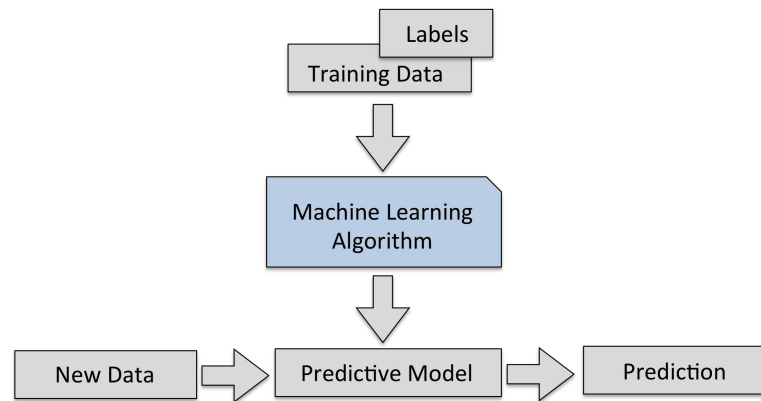 Labels
Training Data
Machine Learning
Algorithm
New Data
Predictive Model
Prediction